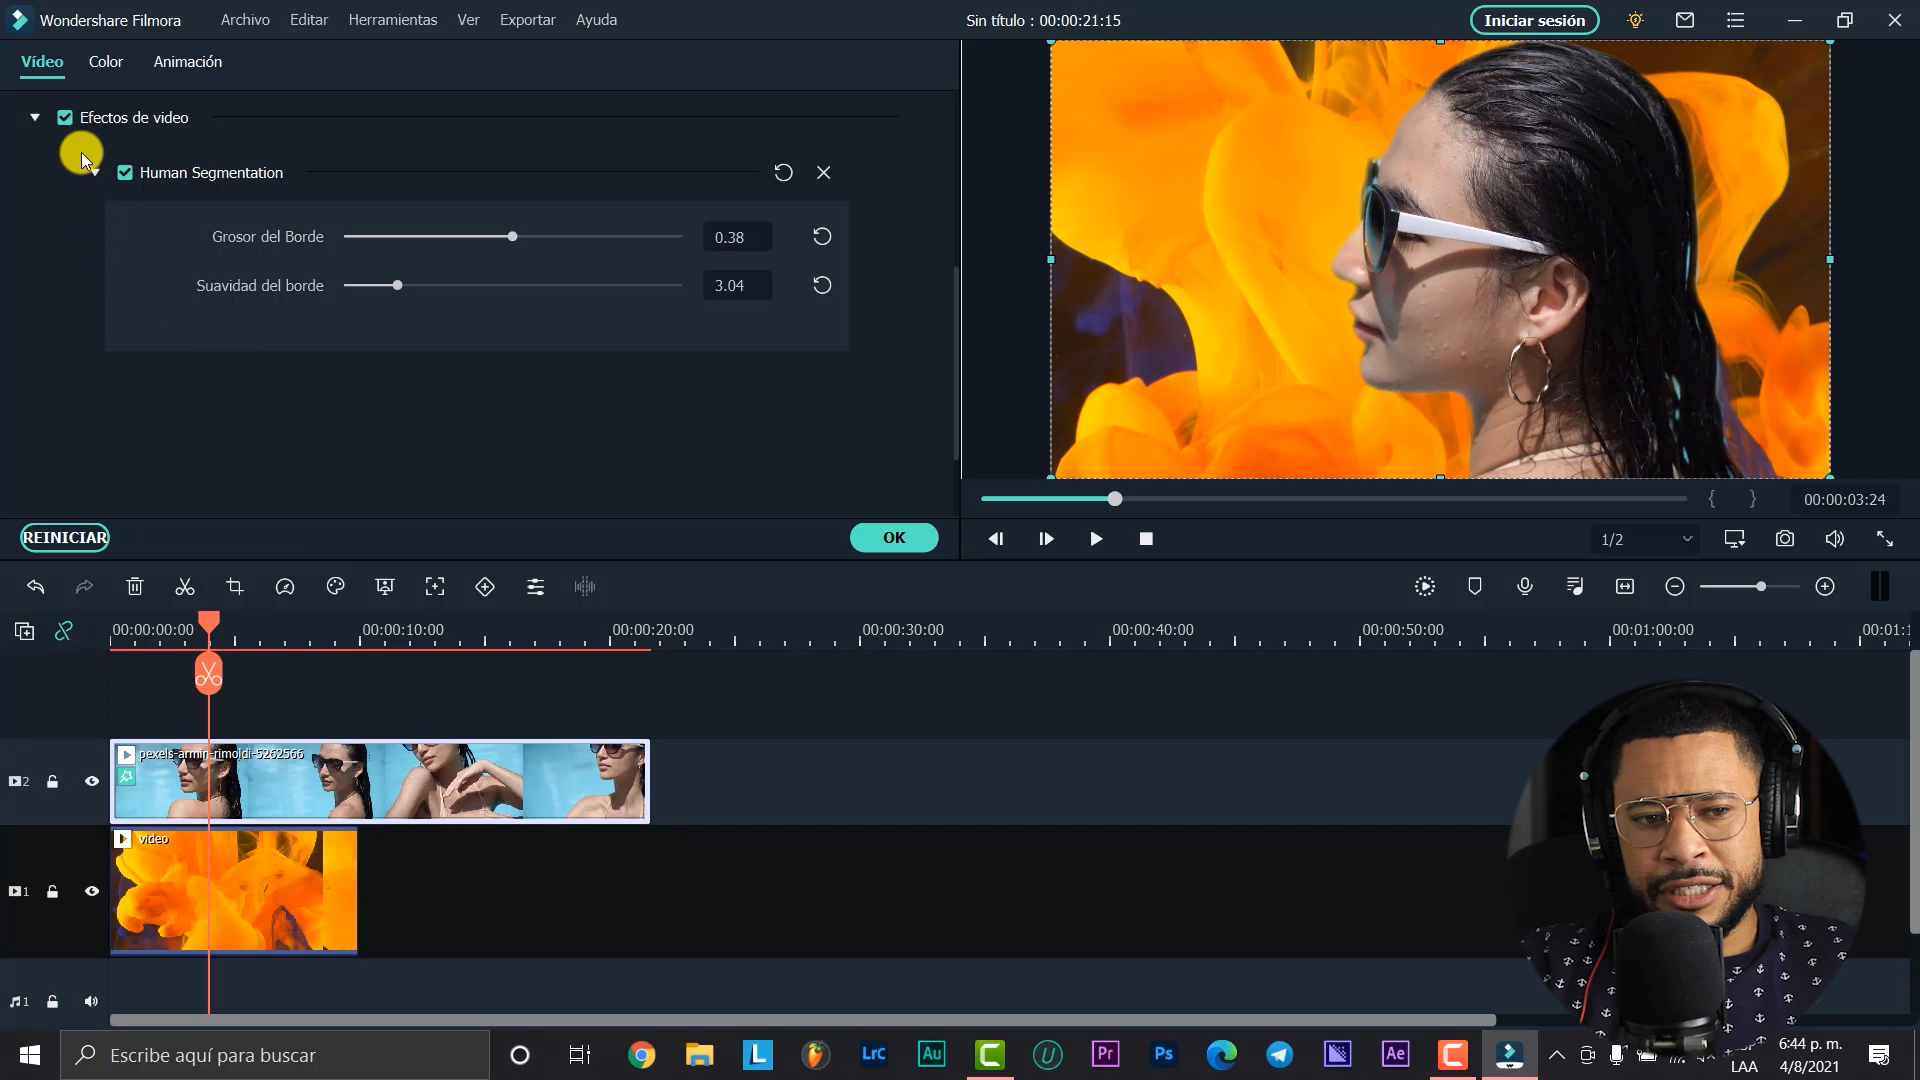 Wondershare Filmora Archivo Editar Herramientas Ver Exportar Ayuda Sin título : 00:00:21:15 Iniciar sesión
Vídeo Color Animación
Efectos de video
Human Segmentation
Grosor del Borde 0.38
Suavidad del borde 3.04
{ } 00:00:03:24
REINICIAR OK
1/2
00:00:00:00 00:00:10:00 00:00:20:00 00:00:30:00 00:00:40:00 00:00:50:00 00:01:00:00 00:01:1
pexels-armin-rimoldi-5262566
2
video
1
1
Escribe aquí para buscar
L LrC Au Pr Ps Ae
6:44 p. m.
LAA 4/8/2021